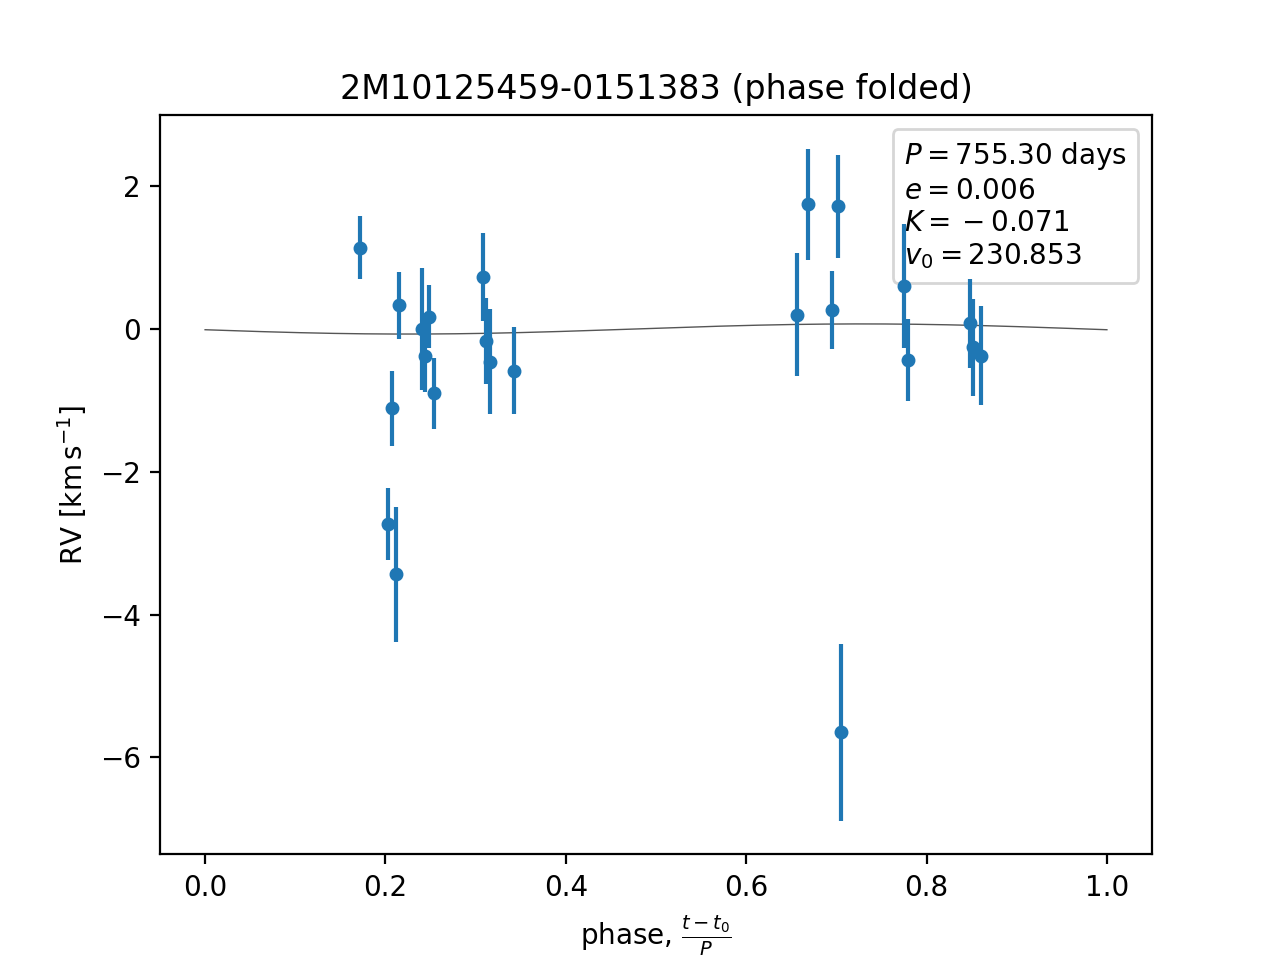 2M10125459-0151383 (phase folded)
P = 755.30 days
e = 0.006
K = −0.071
v₀ = 230.853
2
0
−2
−4
−6
RV [km s⁻¹]
0.0 0.2 0.4 0.6 0.8 1.0
phase, (t − t₀)/P